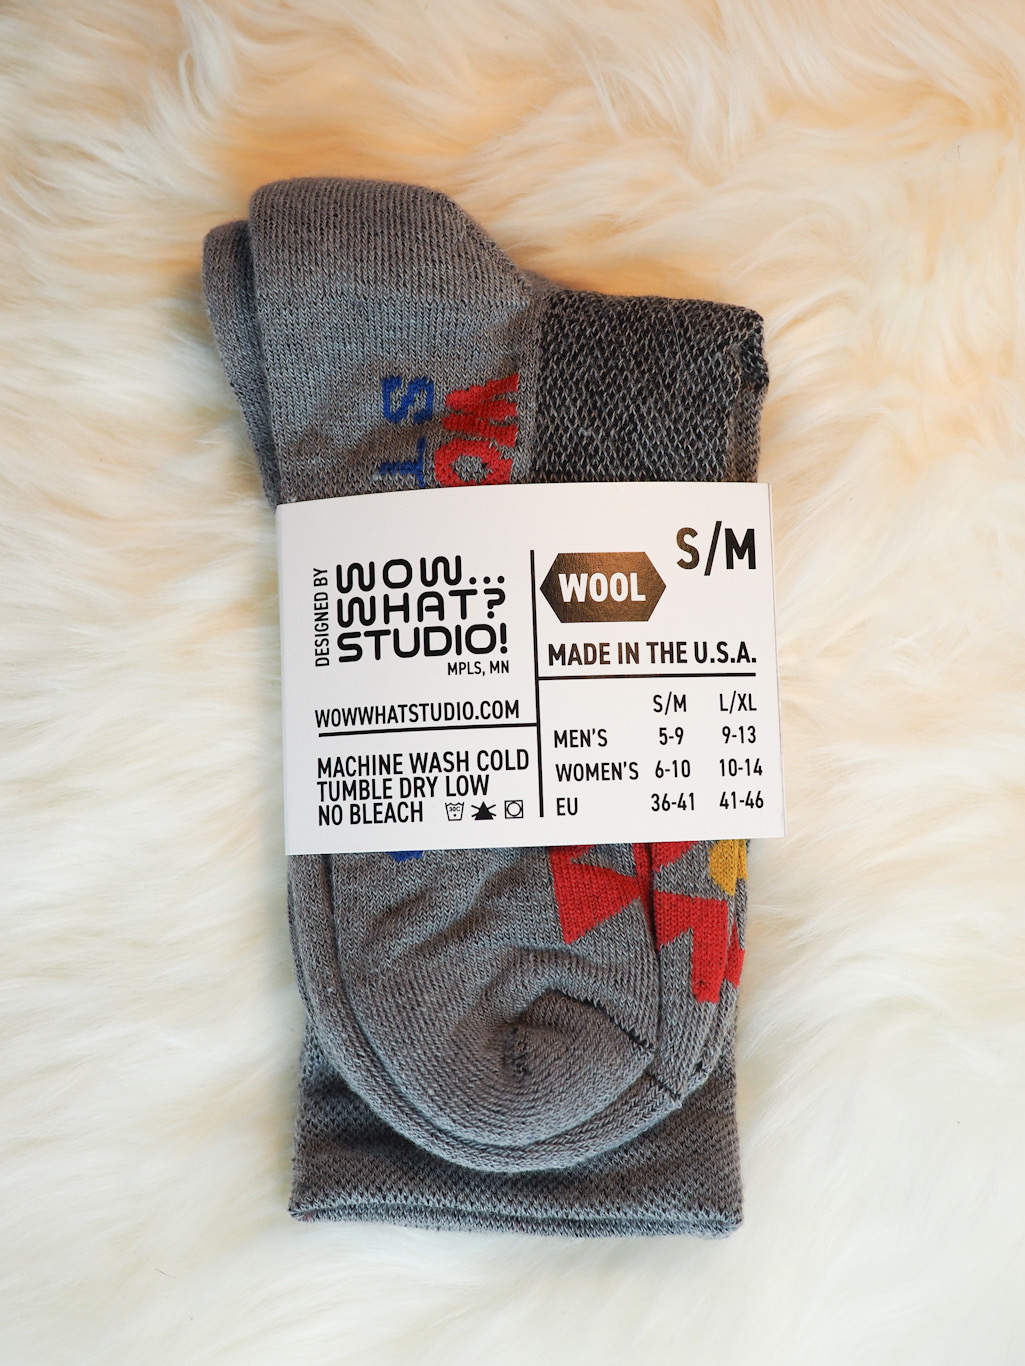 DESIGNED BY
WOW...
WHAT?
STUDIO!
MPLS, MN
WOWWHATSTUDIO.COM
MACHINE WASH COLD
TUMBLE DRY LOW
NO BLEACH
30C
WOOL
S/M
MADE IN THE U.S.A.
S/M L/XL
MEN'S 5-9 9-13
WOMEN'S 6-10 10-14
EU 36-41 41-46